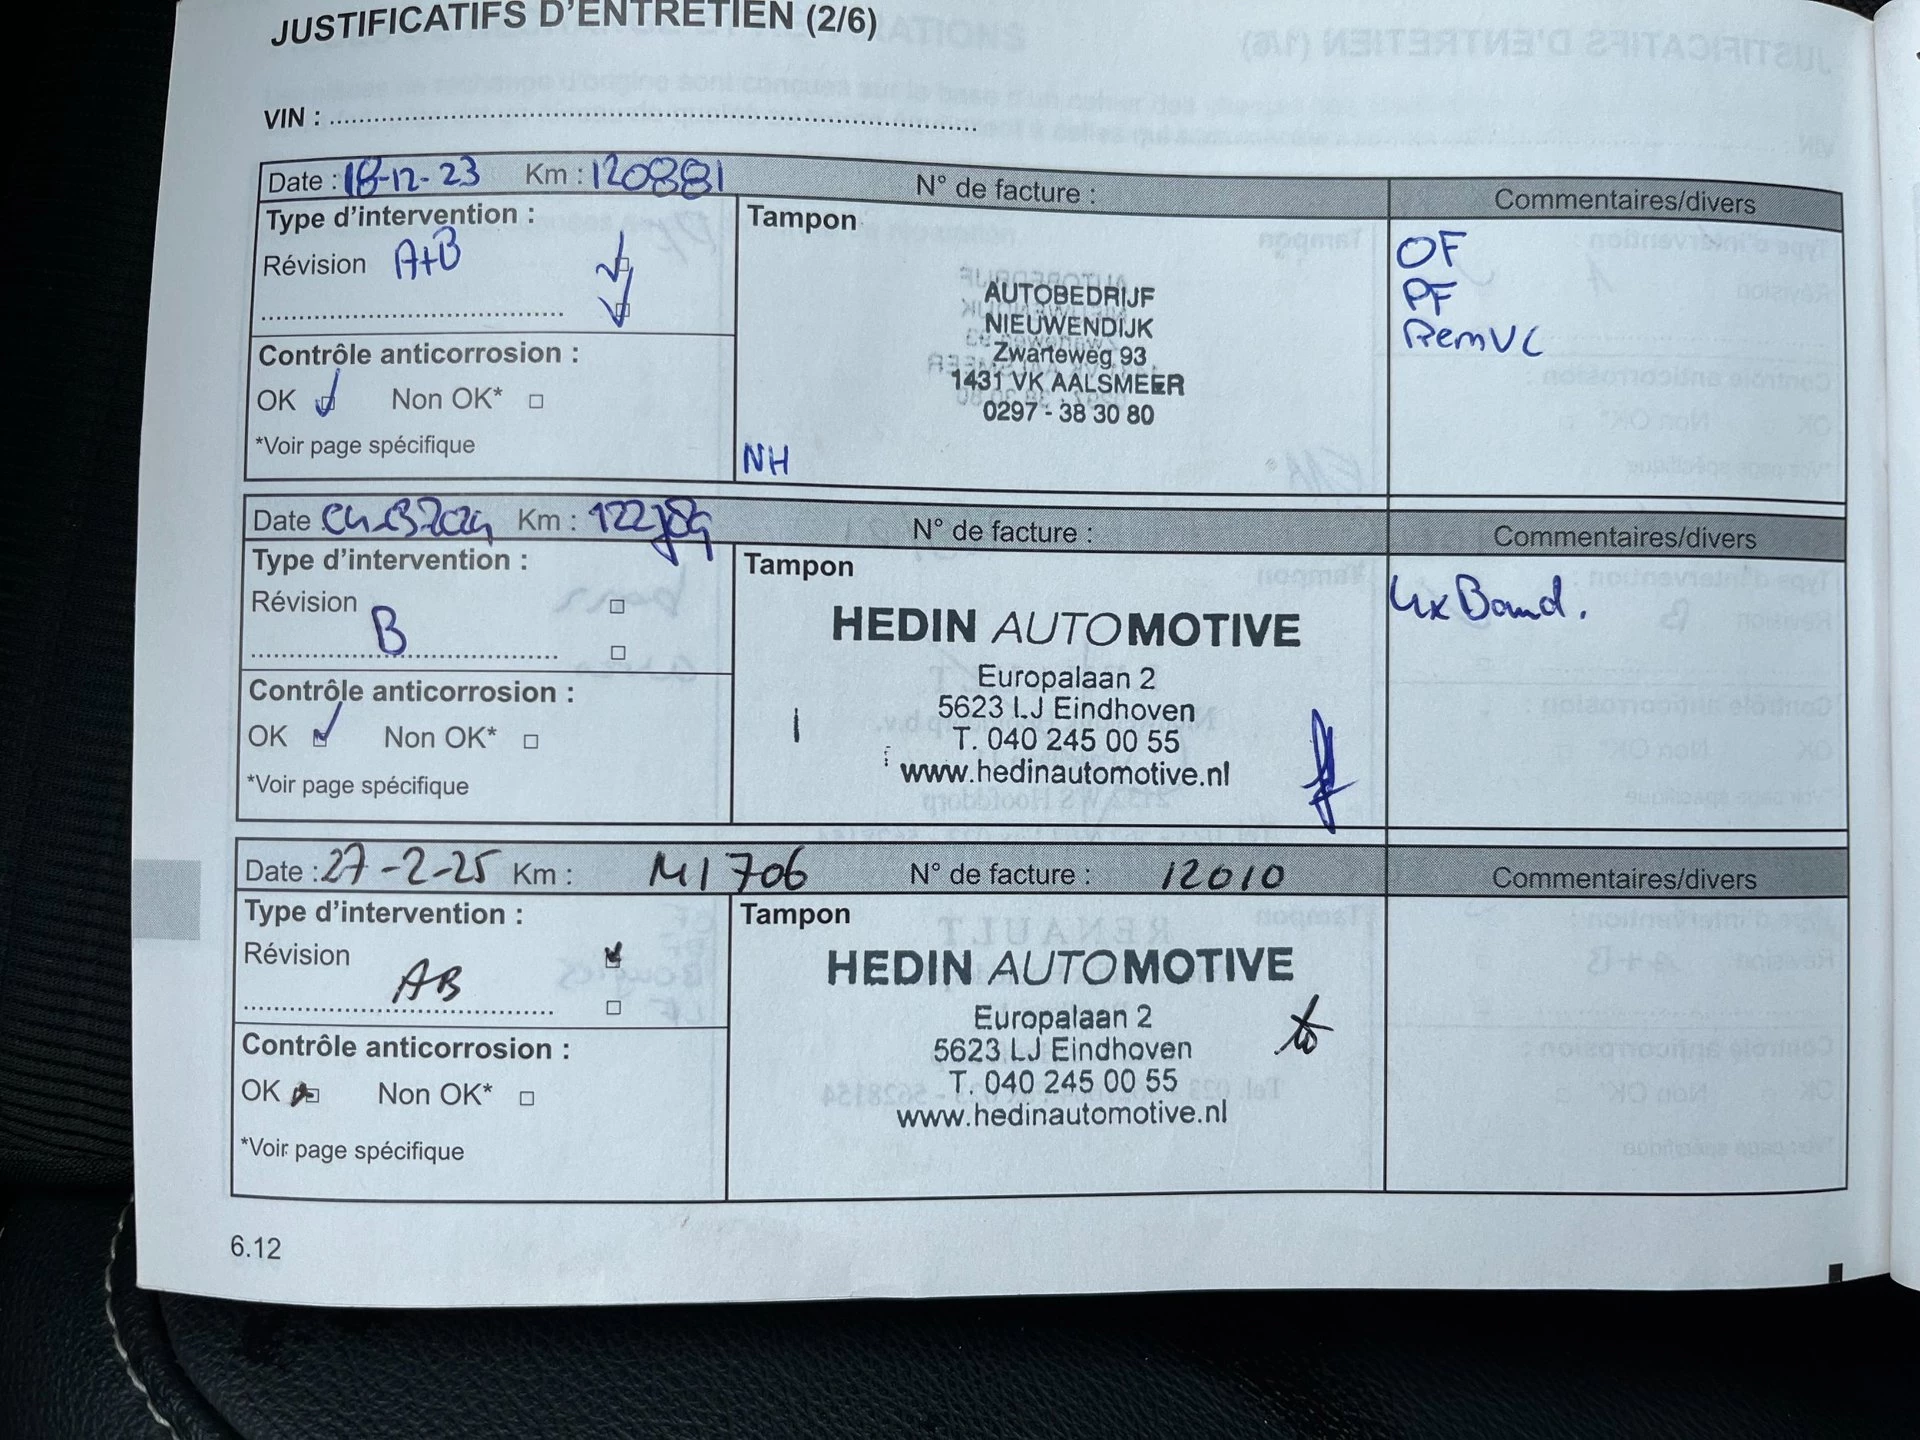 JUSTIFICATIFS D'ENTRETIEN (2/6)
VIN :
Date : 18-12-23 Km : 120881 N° de facture : Commentaires/divers
Type d'intervention :
Révision A+B
Contrôle anticorrosion :
OK Non OK*
*Voir page spécifique
Tampon
AUTOBEDRIJF
NIEUWENDIJK
Zwarteweg 93
1431 VK AALSMEER
0297 - 38 30 80
NH
OF
PF
RemVL
Date Km : N° de facture : Commentaires/divers
Type d'intervention :
Révision
B
Contrôle anticorrosion :
OK Non OK*
*Voir page spécifique
Tampon
HEDIN AUTOMOTIVE
Europalaan 2
5623 LJ Eindhoven
T. 040 245 00 55
www.hedinautomotive.nl
4x Band.
Date : 27-2-25 Km : 141706 N° de facture : 12010 Commentaires/divers
Type d'intervention :
Révision
AB
Contrôle anticorrosion :
OK Non OK*
*Voir page spécifique
Tampon
HEDIN AUTOMOTIVE
Europalaan 2
5623 LJ Eindhoven
T. 040 245 00 55
www.hedinautomotive.nl
6.12